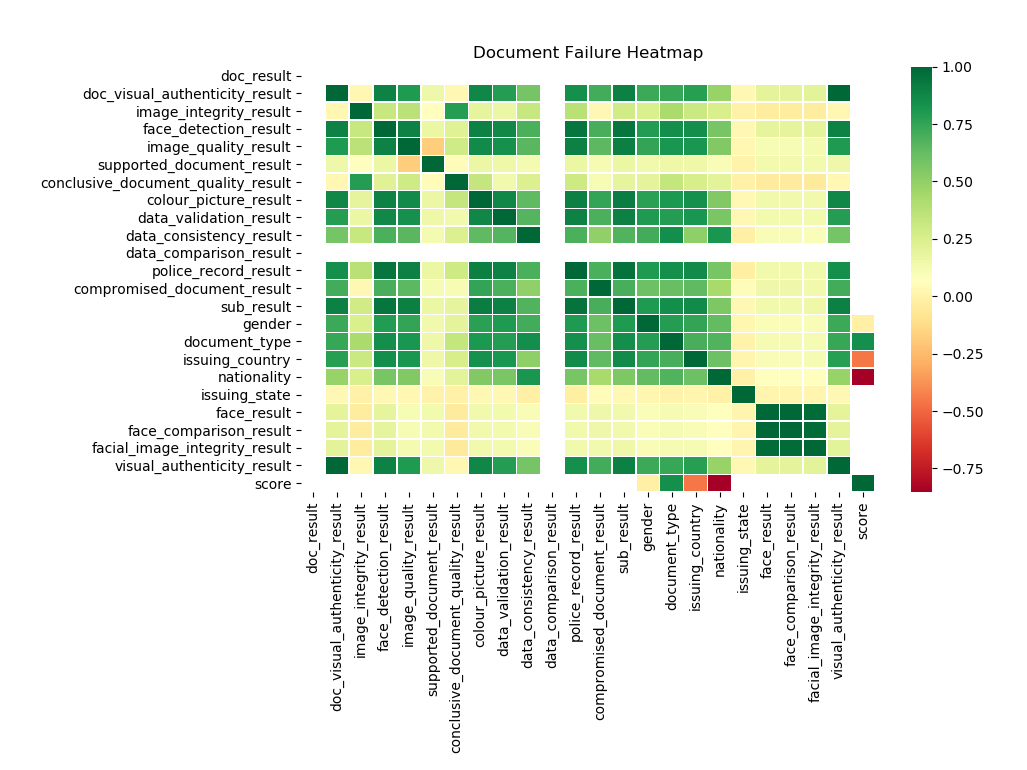 Document Failure Heatmap
doc_result
doc_visual_authenticity_result
image_integrity_result
face_detection_result
image_quality_result
supported_document_result
conclusive_document_quality_result
colour_picture_result
data_validation_result
data_consistency_result
data_comparison_result
police_record_result
compromised_document_result
sub_result
gender
document_type
issuing_country
nationality
issuing_state
face_result
face_comparison_result
facial_image_integrity_result
visual_authenticity_result
score
doc_result
doc_visual_authenticity_result
image_integrity_result
face_detection_result
image_quality_result
supported_document_result
conclusive_document_quality_result
colour_picture_result
data_validation_result
data_consistency_result
data_comparison_result
police_record_result
compromised_document_result
sub_result
gender
document_type
issuing_country
nationality
issuing_state
face_result
face_comparison_result
facial_image_integrity_result
visual_authenticity_result
score
1.00
0.75
0.50
0.25
0.00
−0.25
−0.50
−0.75